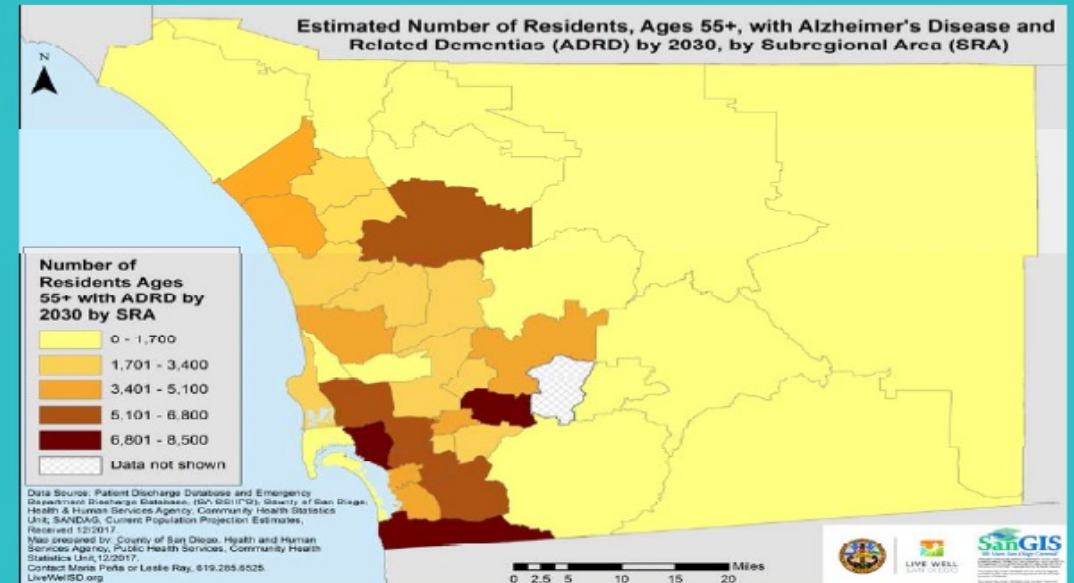 Estimated Number of Residents, Ages 55+, with Alzheimer's Disease and
Related Dementias (ADRD) by 2030, by Subregional Area (SRA)
N
Number of
Residents Ages
55+ with ADRD by
2030 by SRA
0 - 1,700
1,701 - 3,400
3,401 - 5,100
5,101 - 6,800
6,801 - 8,500
Data not shown
Data Source: Patient Discharge Database and Emergency
Department Discharge Database, County of San Diego,
Health & Human Services Agency, Community Health Statistics
Unit; SANDAG, Current Population Projection Estimates,
Received 12/2017.
Map prepared by: County of San Diego, Health and Human
Services Agency, Public Health Services, Community Health
Statistics Unit, 12/2017.
Contact Maria Peña or Leslie Ray, 619.285.6525.
LiveWellSD.org
Miles
0 2.5 5 10 15 20
LIVE WELL
SAN DIEGO
SanGIS